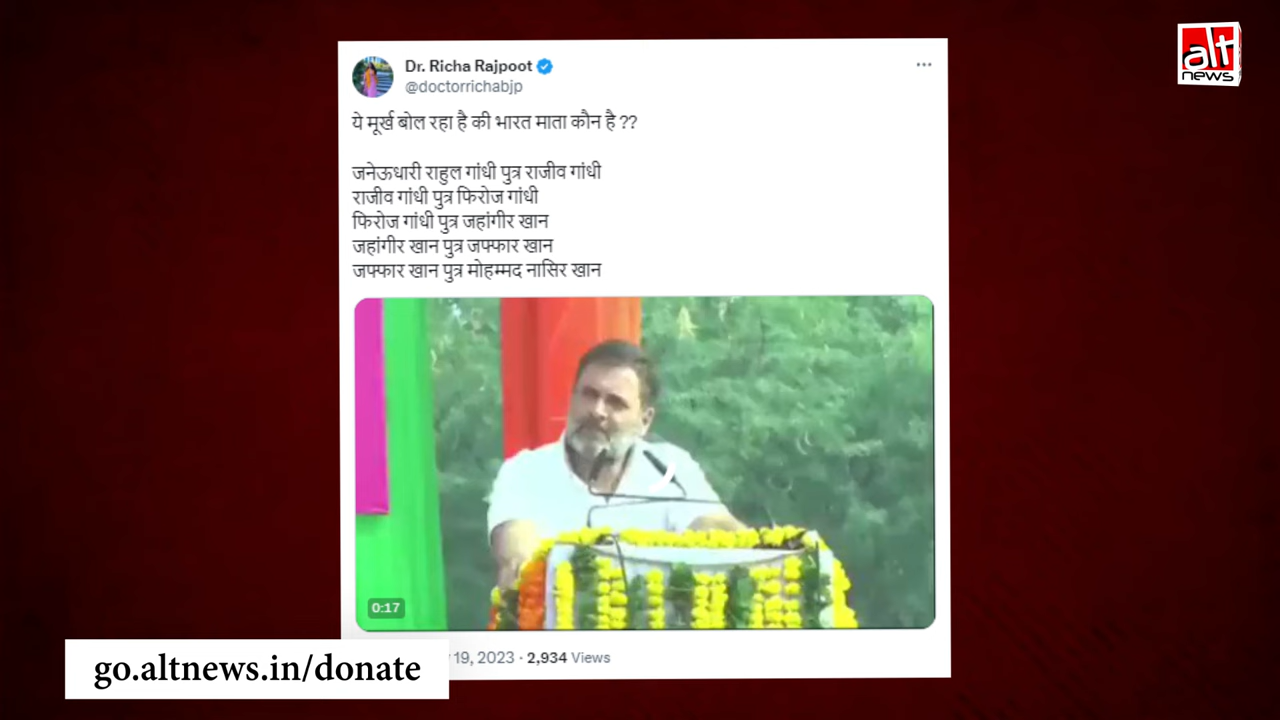 alt
news
Dr. Richa Rajpoot
@doctorrichabjp
ये मूर्ख बोल रहा है की भारत माता कौन है ??
जनेऊधारी राहुल गांधी पुत्र राजीव गांधी
राजीव गांधी पुत्र फिरोज गांधी
फिरोज गांधी पुत्र जहांगीर खान
जहांगीर खान पुत्र जफ्फार खान
जफ्फार खान पुत्र मोहम्मद नासिर खान
0:17
19, 2023 · 2,934 Views
go.altnews.in/donate